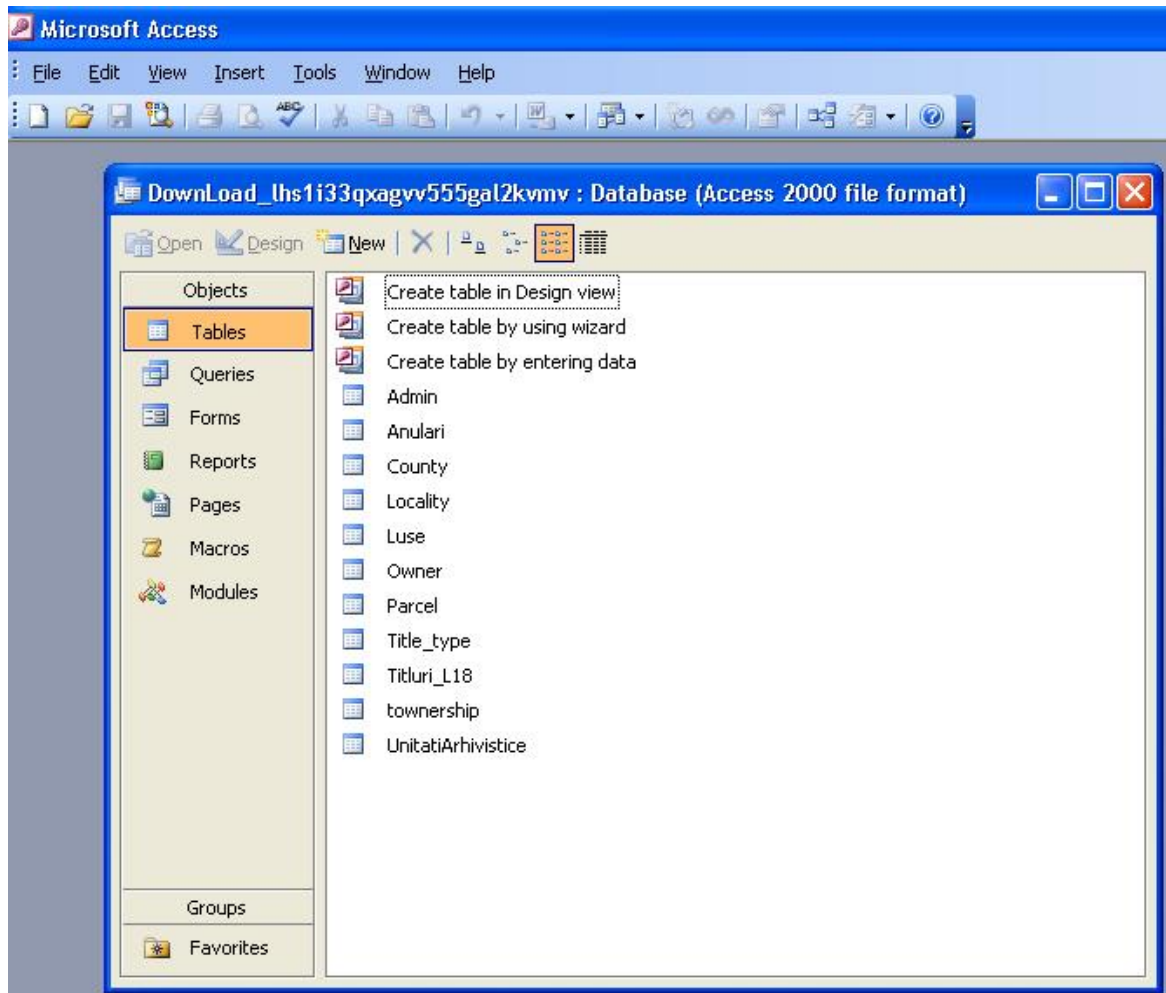 Microsoft Access
File Edit View Insert Tools Window Help
ABC
DownLoad_lhs1i33qxagvv555gal2kvmv : Database (Access 2000 file format)
Open Design New
Objects
Tables
Queries
Forms
Reports
Pages
Macros
Modules
Groups
Favorites
Create table in Design view
Create table by using wizard
Create table by entering data
Admin
Anulari
County
Locality
Luse
Owner
Parcel
Title_type
Titluri_L18
townership
UnitatiArhivistice